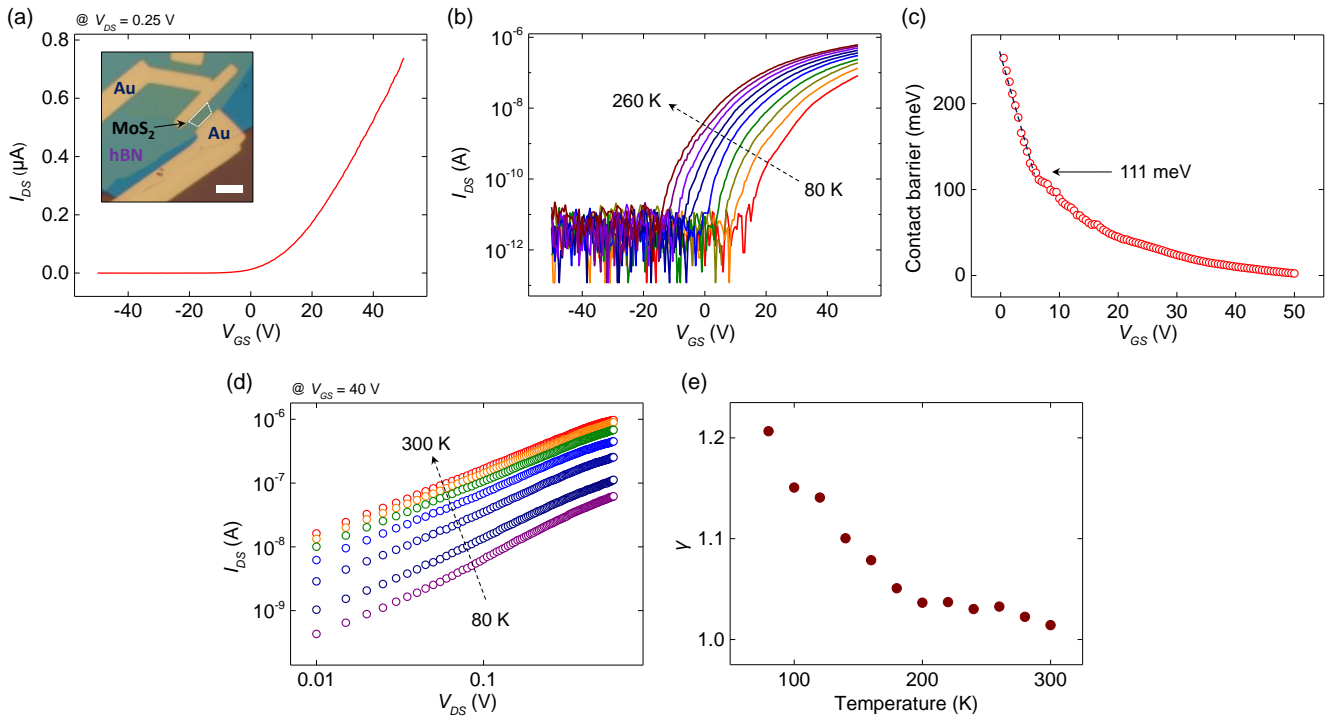 (a)
@ V_DS = 0.25 V
I_DS (μA)
0.8
0.6
0.4
0.2
0.0
Au
MoS₂
Au
hBN
-40 -20 0 20 40
V_GS (V)
(b)
I_DS (A)
10⁻⁶
10⁻⁸
10⁻¹⁰
10⁻¹²
260 K
80 K
-40 -20 0 20 40
V_GS (V)
(c)
Contact barrier (meV)
200
100
0
111 meV
0 10 20 30 40 50
V_GS (V)
(d)
@ V_GS = 40 V
I_DS (A)
10⁻⁶
10⁻⁷
10⁻⁸
10⁻⁹
300 K
80 K
0.01 0.1
V_DS (V)
(e)
γ
1.2
1.1
1.0
100 200 300
Temperature (K)